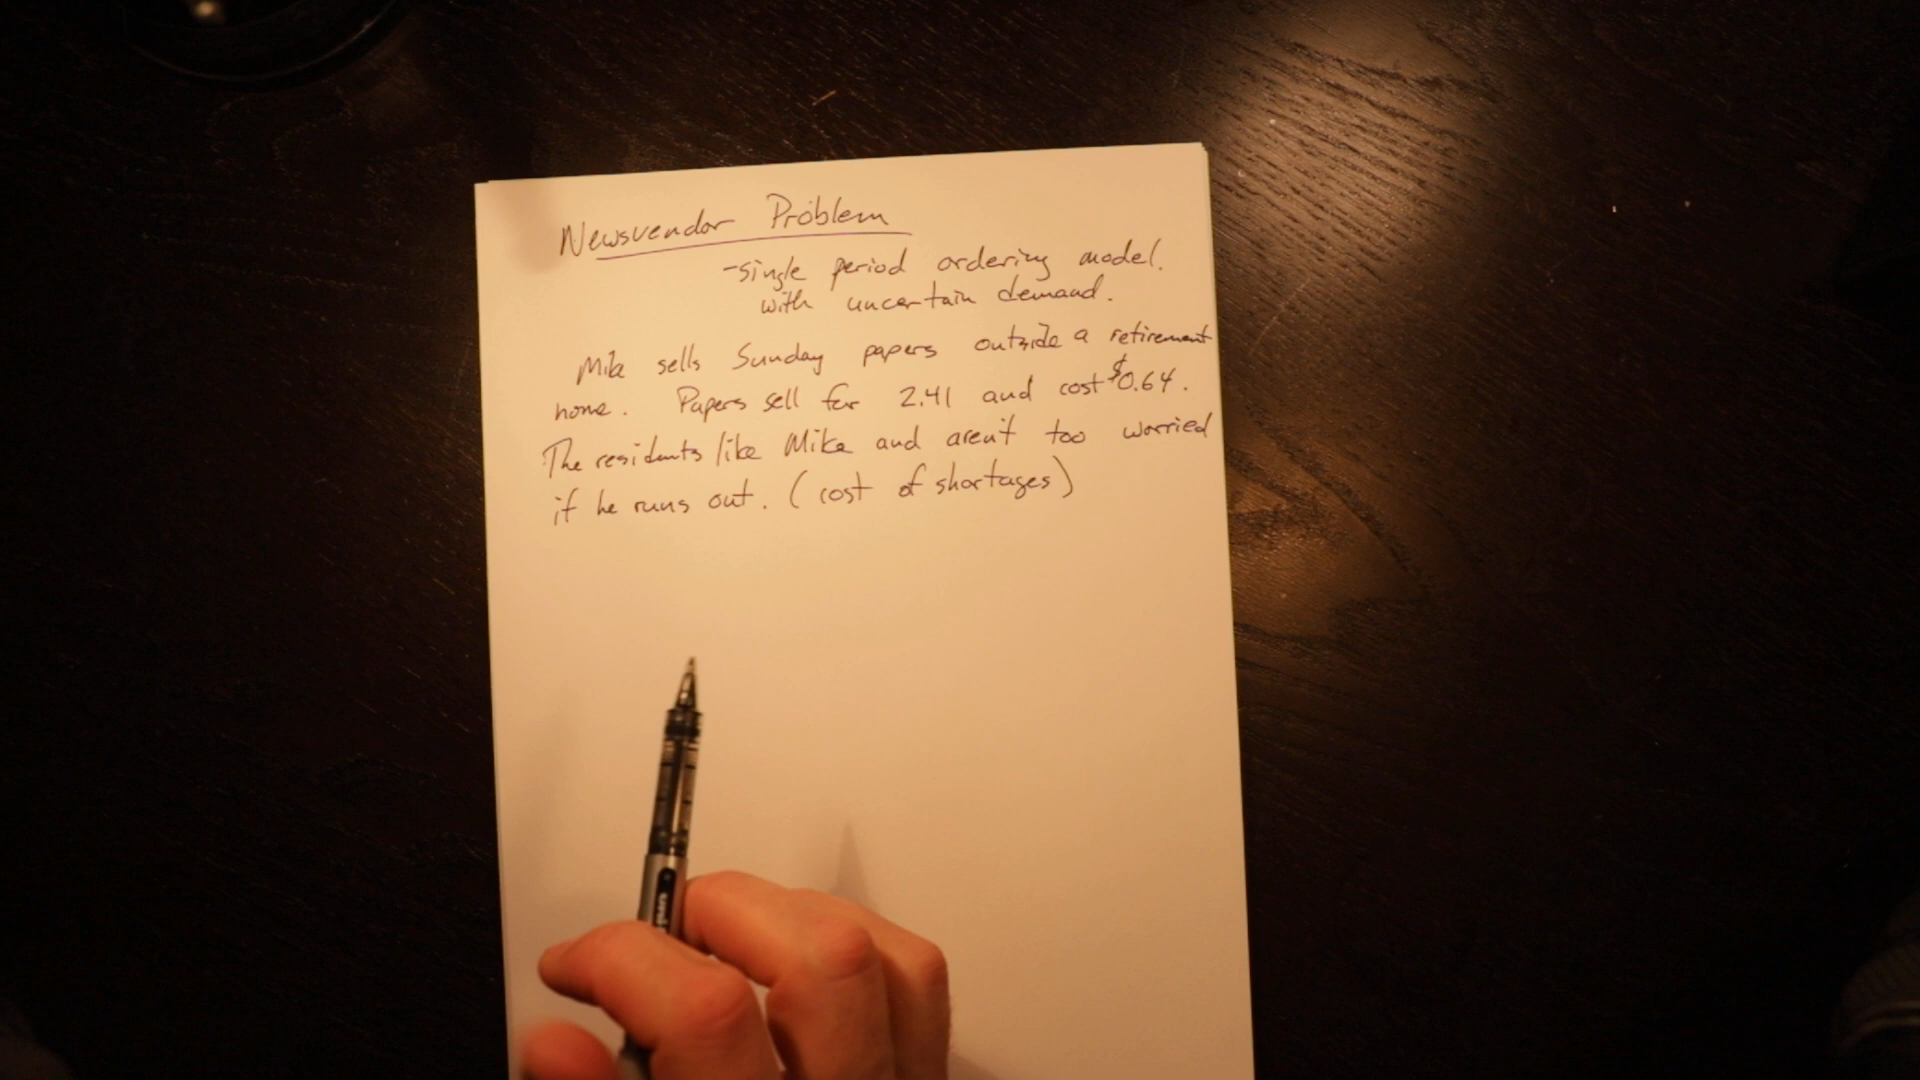 Newsvendor Problem
-single period ordering model.
with uncertain demand.
Mike sells Sunday papers outside a retirement
home. Papers sell for 2.41 and cost $0.64.
The residents like Mike and aren't too worried
if he runs out. (cost of shortages)
uni